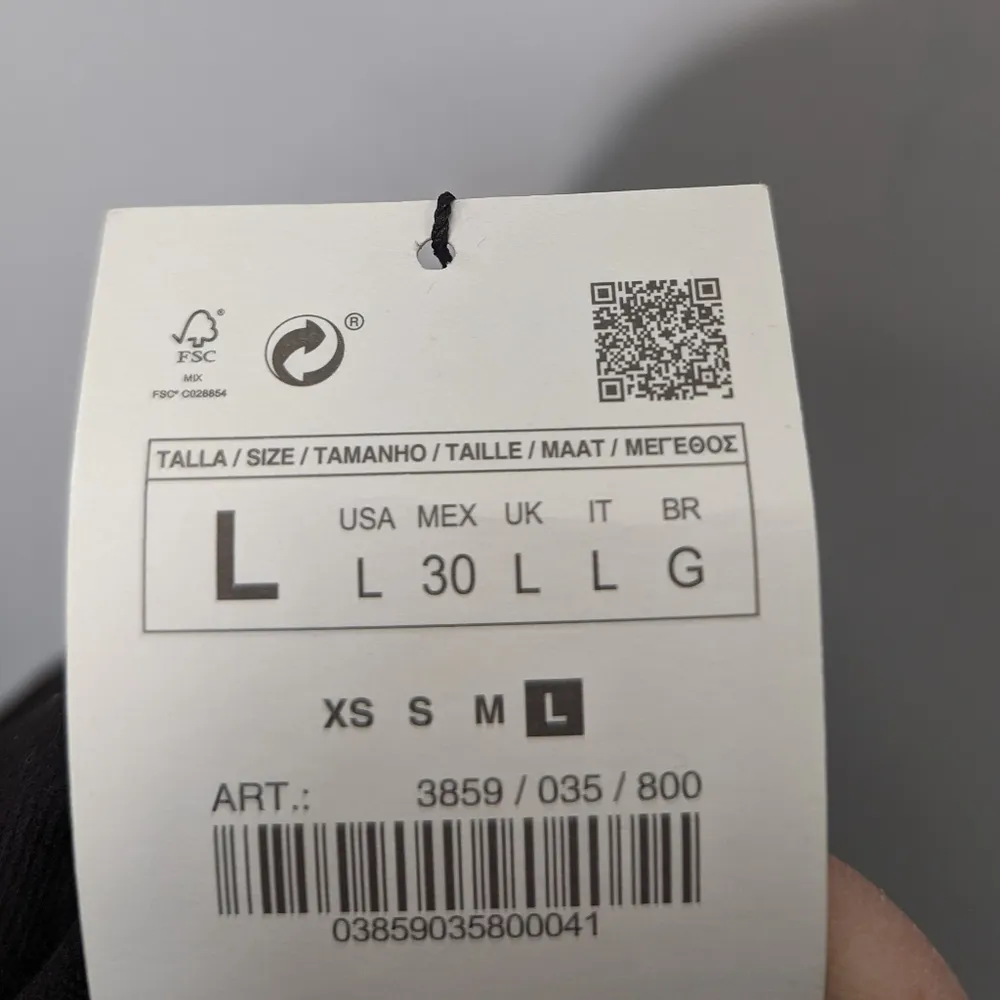 FSC®
MIX
FSC® C028854
®
TALLA / SIZE / TAMANHO / TAILLE / MAAT / ΜΕΓΕΘΟΣ
L
USA MEX UK IT BR
L 30 L L G
XS S M L
ART.: 3859 / 035 / 800
03859035800041